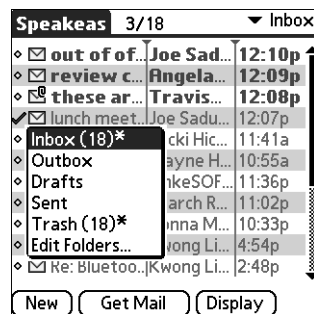 Speakeas 3/18 Inbox
out of of... Joe Sad... 12:10p
review c... Angela... 12:09p
these ar... Travis... 12:08p
lunch meet... Joe Sadu... 12:07p
Inbox (18)* cki Hic... 11:41a
Outbox ayne H... 10:55a
Drafts nkeSOF... 11:36p
Sent arch R... 11:02p
Trash (18)* onna M... 10:33p
Edit Folders... wong Li... 4:54p
Re: Bluetoo.. Kwong Li... 2:48p
New Get Mail Display